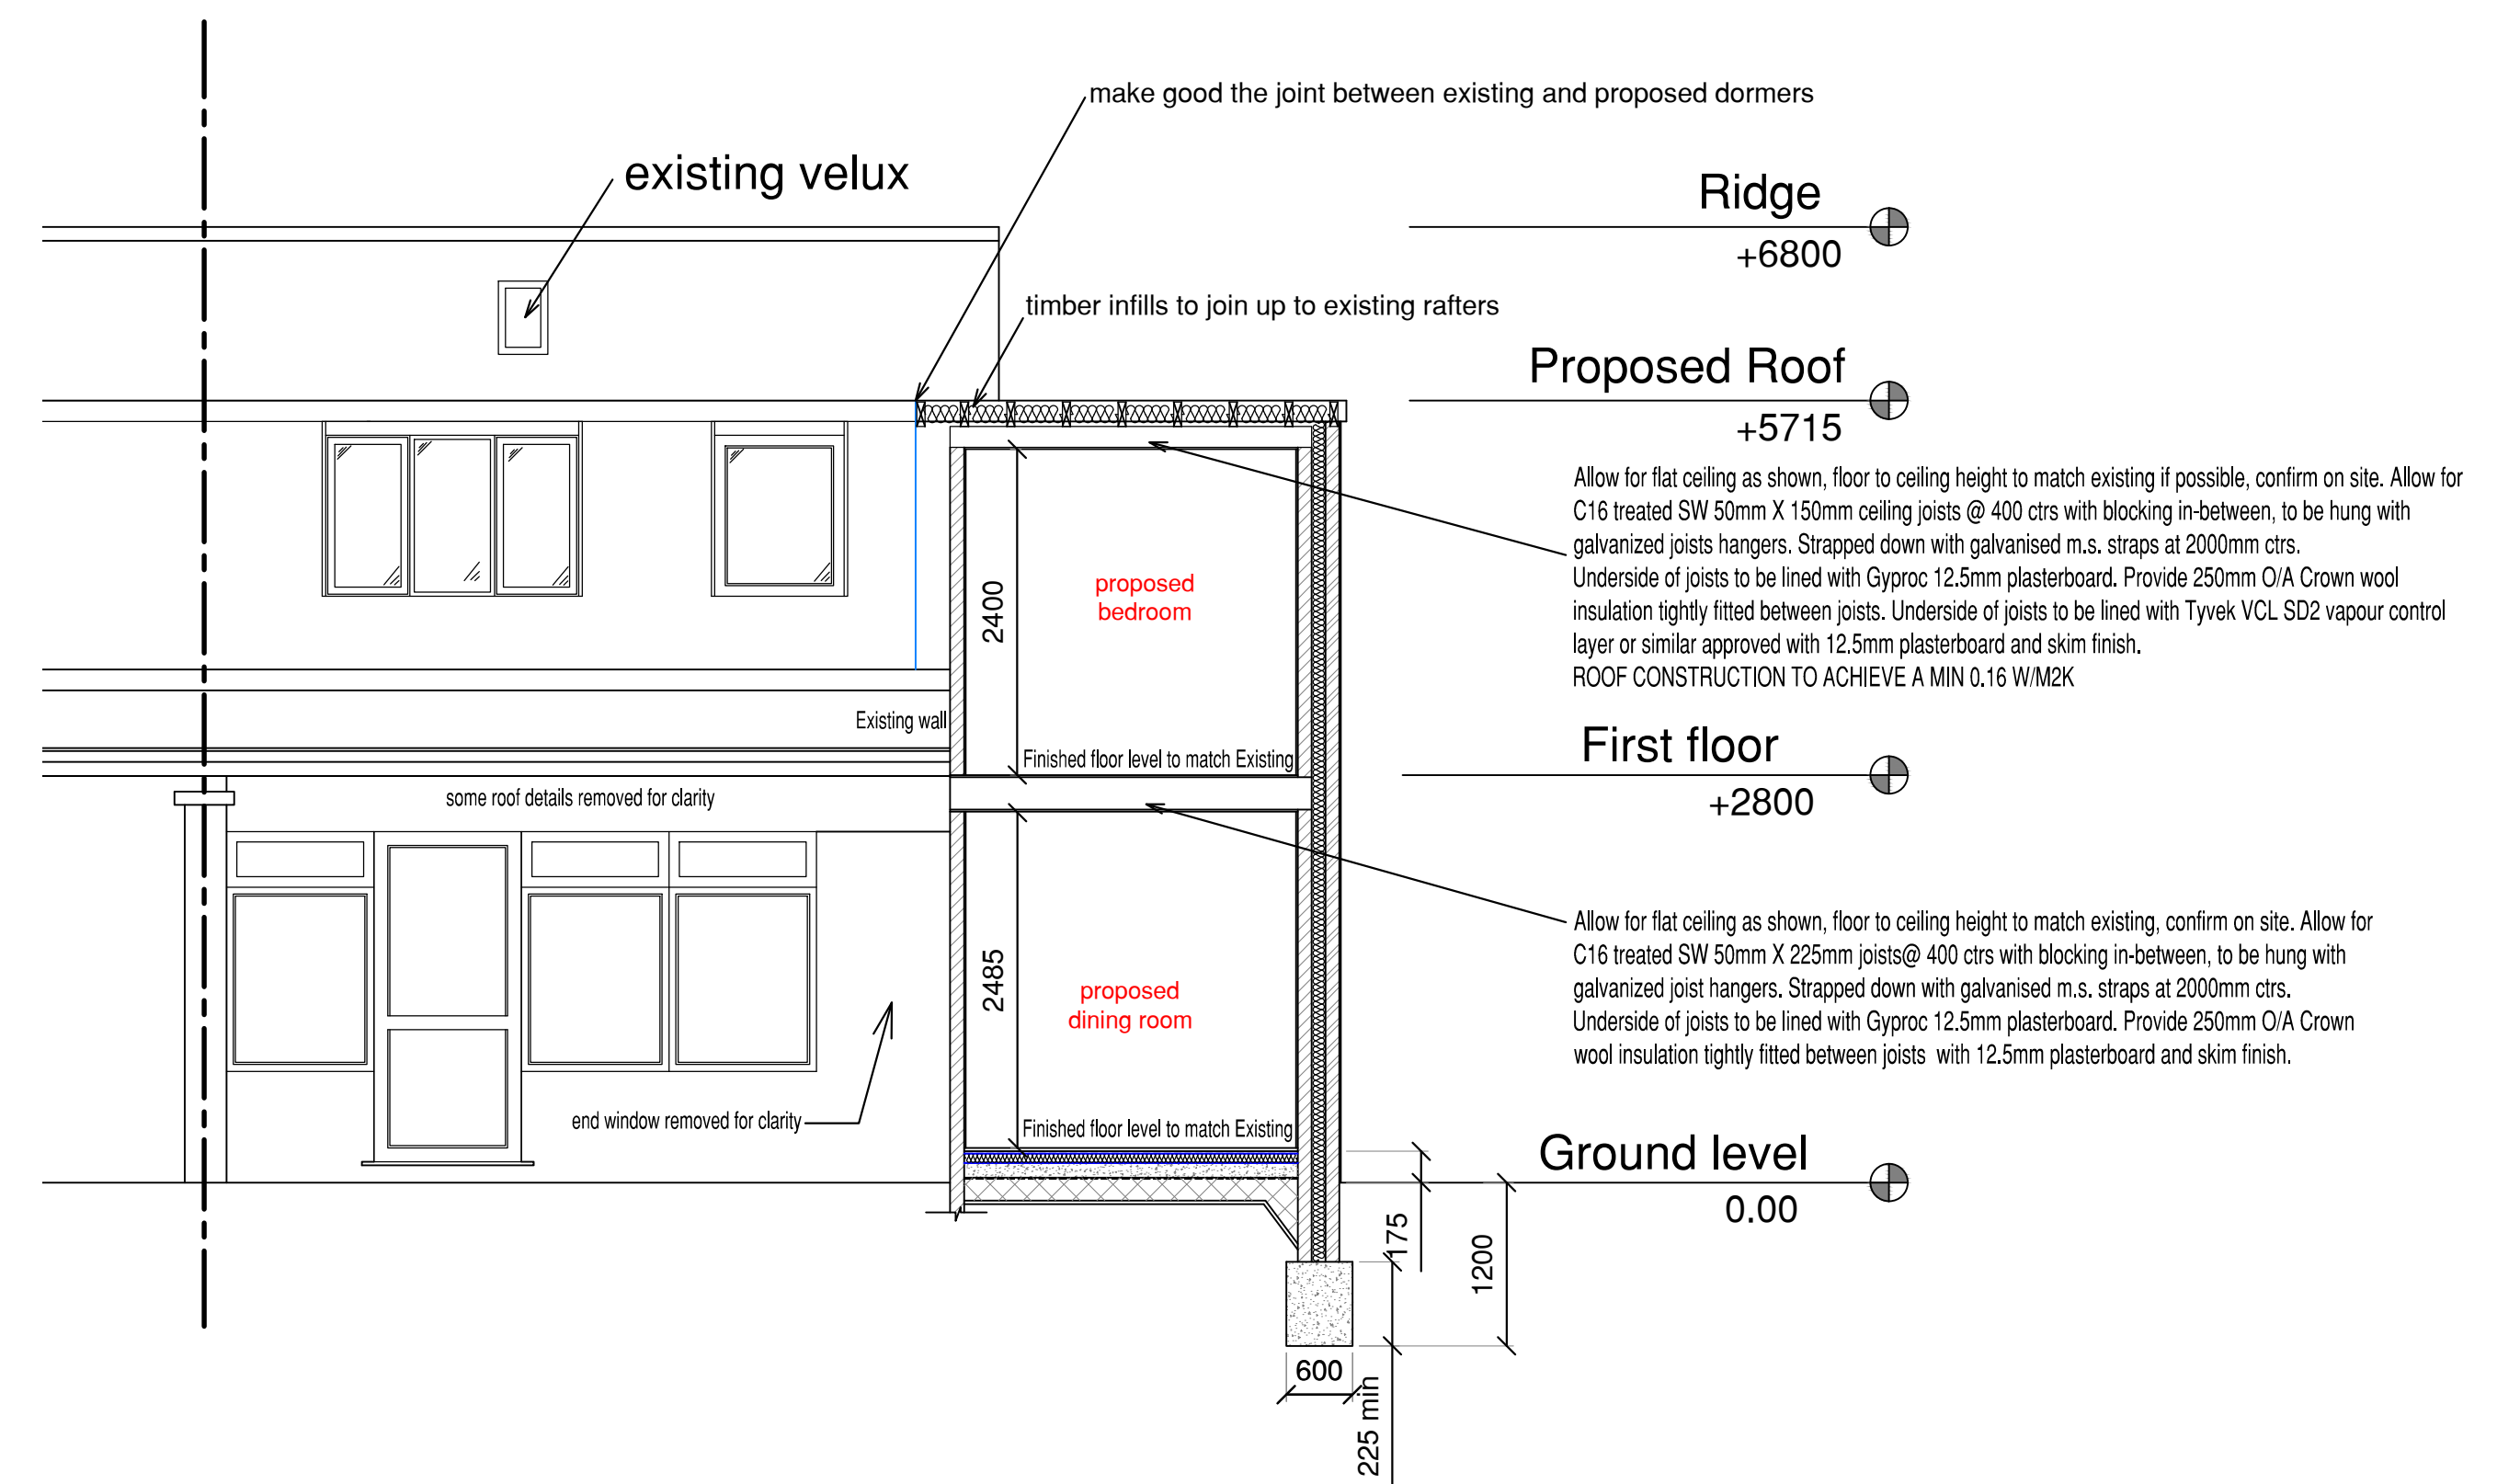 make good the joint between existing and proposed dormers
existing velux
Ridge
+6800
timber infills to join up to existing rafters
Proposed Roof
+5715
Allow for flat ceiling as shown, floor to ceiling height to match existing if possible, confirm on site. Allow for
C16 treated SW 50mm X 150mm ceiling joists @ 400 ctrs with blocking in-between, to be hung with
galvanized joists hangers. Strapped down with galvanised m.s. straps at 2000mm ctrs.
Underside of joists to be lined with Gyproc 12.5mm plasterboard. Provide 250mm O/A Crown wool
insulation tightly fitted between joists. Underside of joists to be lined with Tyvek VCL SD2 vapour control
layer or similar approved with 12.5mm plasterboard and skim finish.
ROOF CONSTRUCTION TO ACHIEVE A MIN 0.16 W/M2K
2400
proposed
bedroom
Existing wall
Finished floor level to match Existing
First floor
+2800
some roof details removed for clarity
Allow for flat ceiling as shown, floor to ceiling height to match existing, confirm on site. Allow for
C16 treated SW 50mm X 225mm joists@ 400 ctrs with blocking in-between, to be hung with
galvanized joist hangers. Strapped down with galvanised m.s. straps at 2000mm ctrs.
Underside of joists to be lined with Gyproc 12.5mm plasterboard. Provide 250mm O/A Crown
wool insulation tightly fitted between joists with 12.5mm plasterboard and skim finish.
2485
proposed
dining room
end window removed for clarity
Finished floor level to match Existing
Ground level
0.00
175
1200
600
225 min